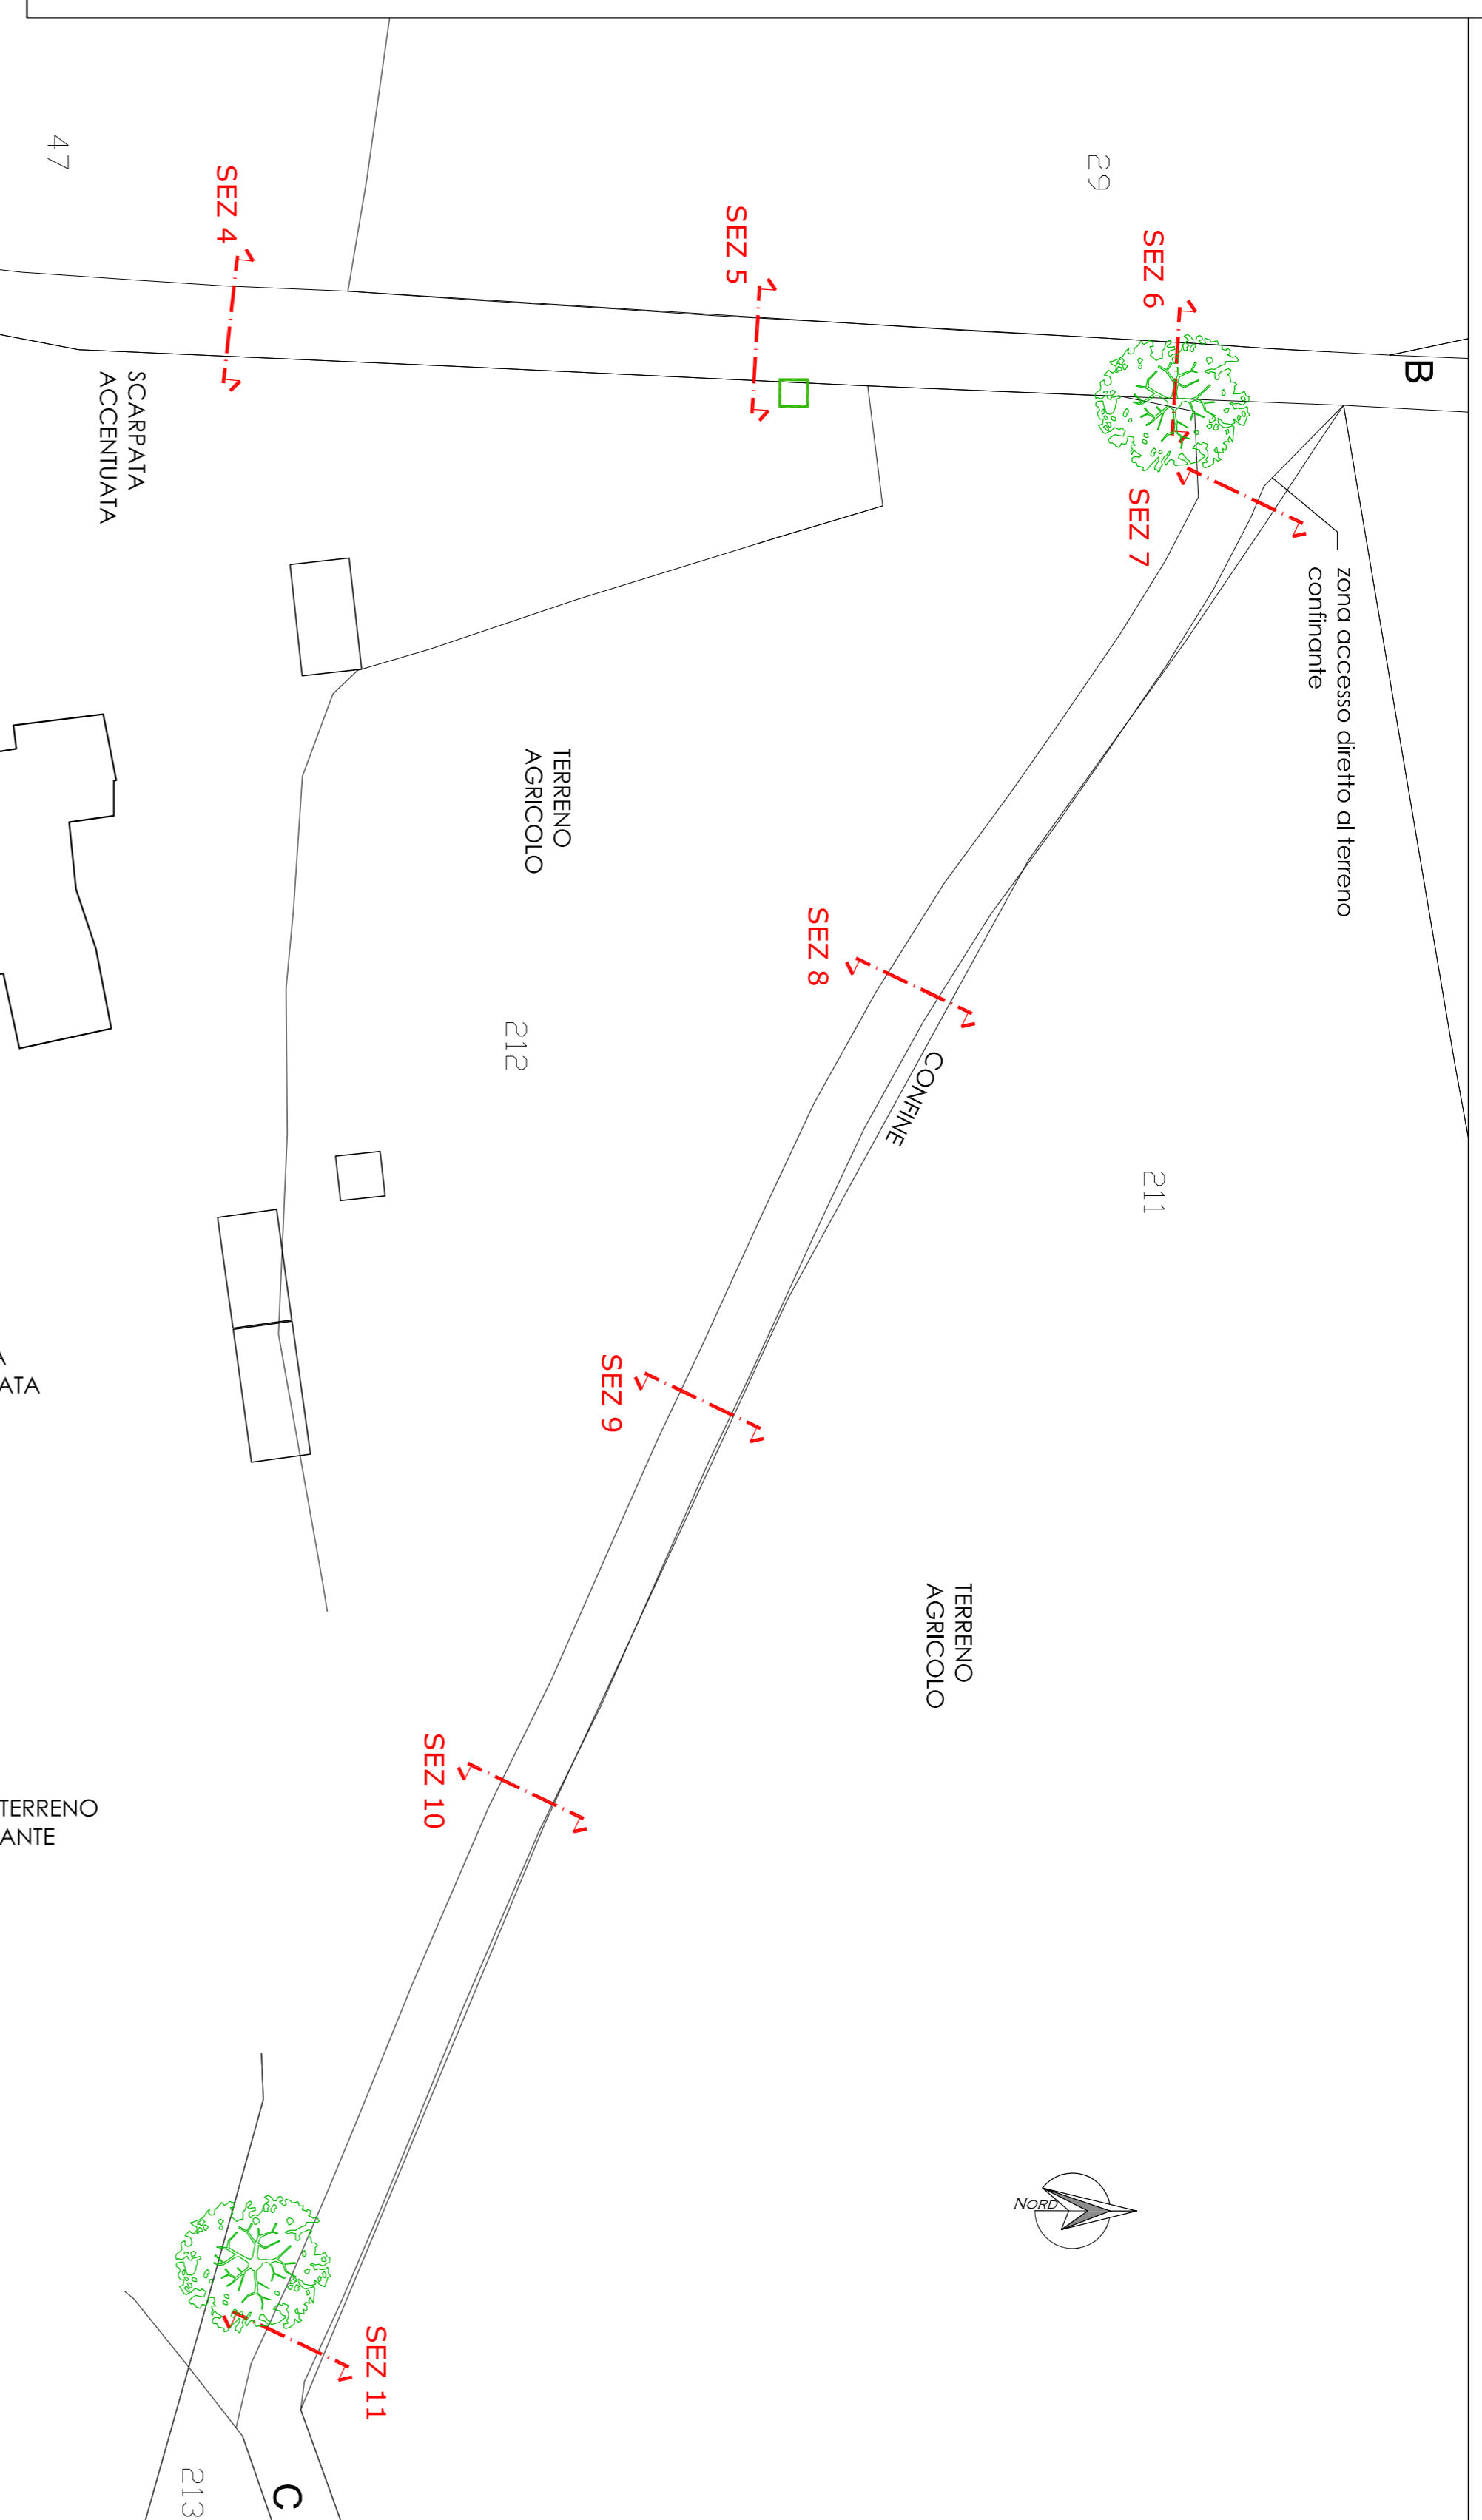 47
29
SEZ 4
SEZ 5
SEZ 6
B
SCARPATA
ACCENTUATA
SEZ 7
zona accesso diretto al terreno
confinante
TERRENO
AGRICOLO
SEZ 8
212
CONFINE
211
SEZ 9
ATA
TERRENO
AGRICOLO
SEZ 10
TERRENO
ANTE
NORD
SEZ 11
213
C